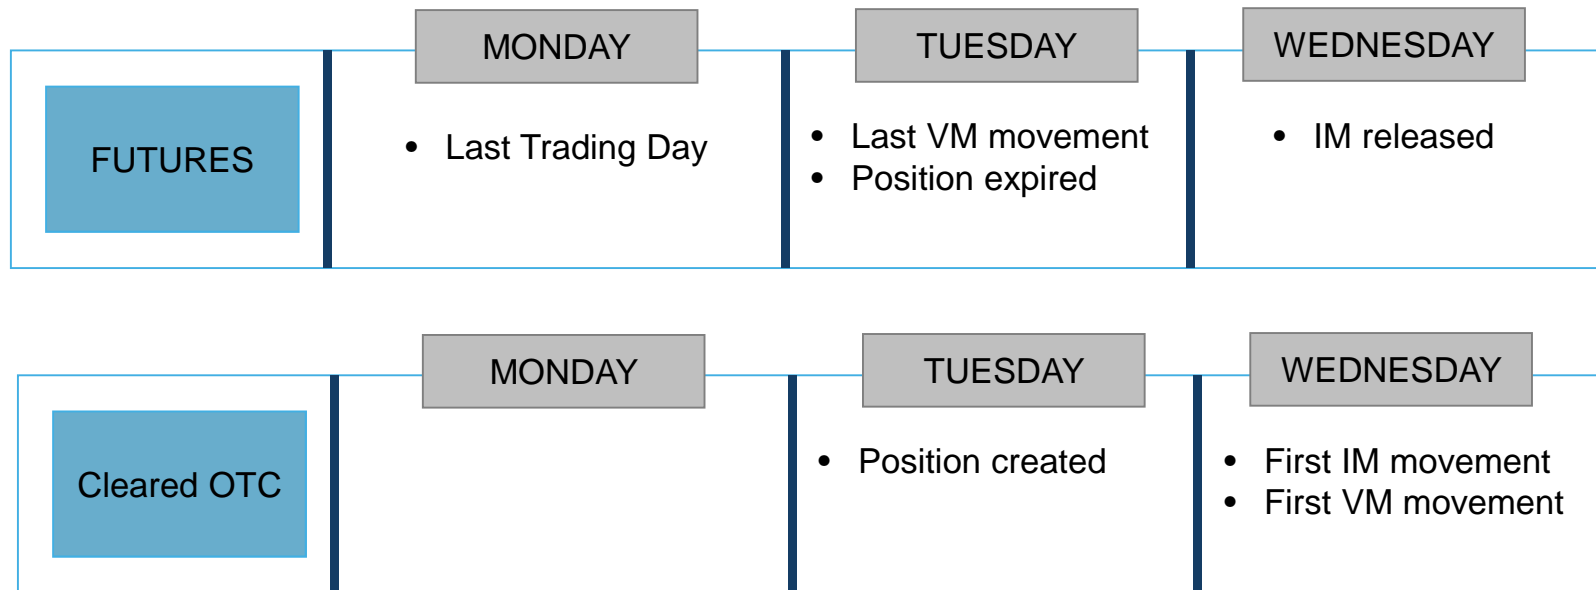 MONDAY
TUESDAY
WEDNESDAY
FUTURES
• Last Trading Day
• Last VM movement
• Position expired
• IM released
MONDAY
TUESDAY
WEDNESDAY
Cleared OTC
• Position created
• First IM movement
• First VM movement